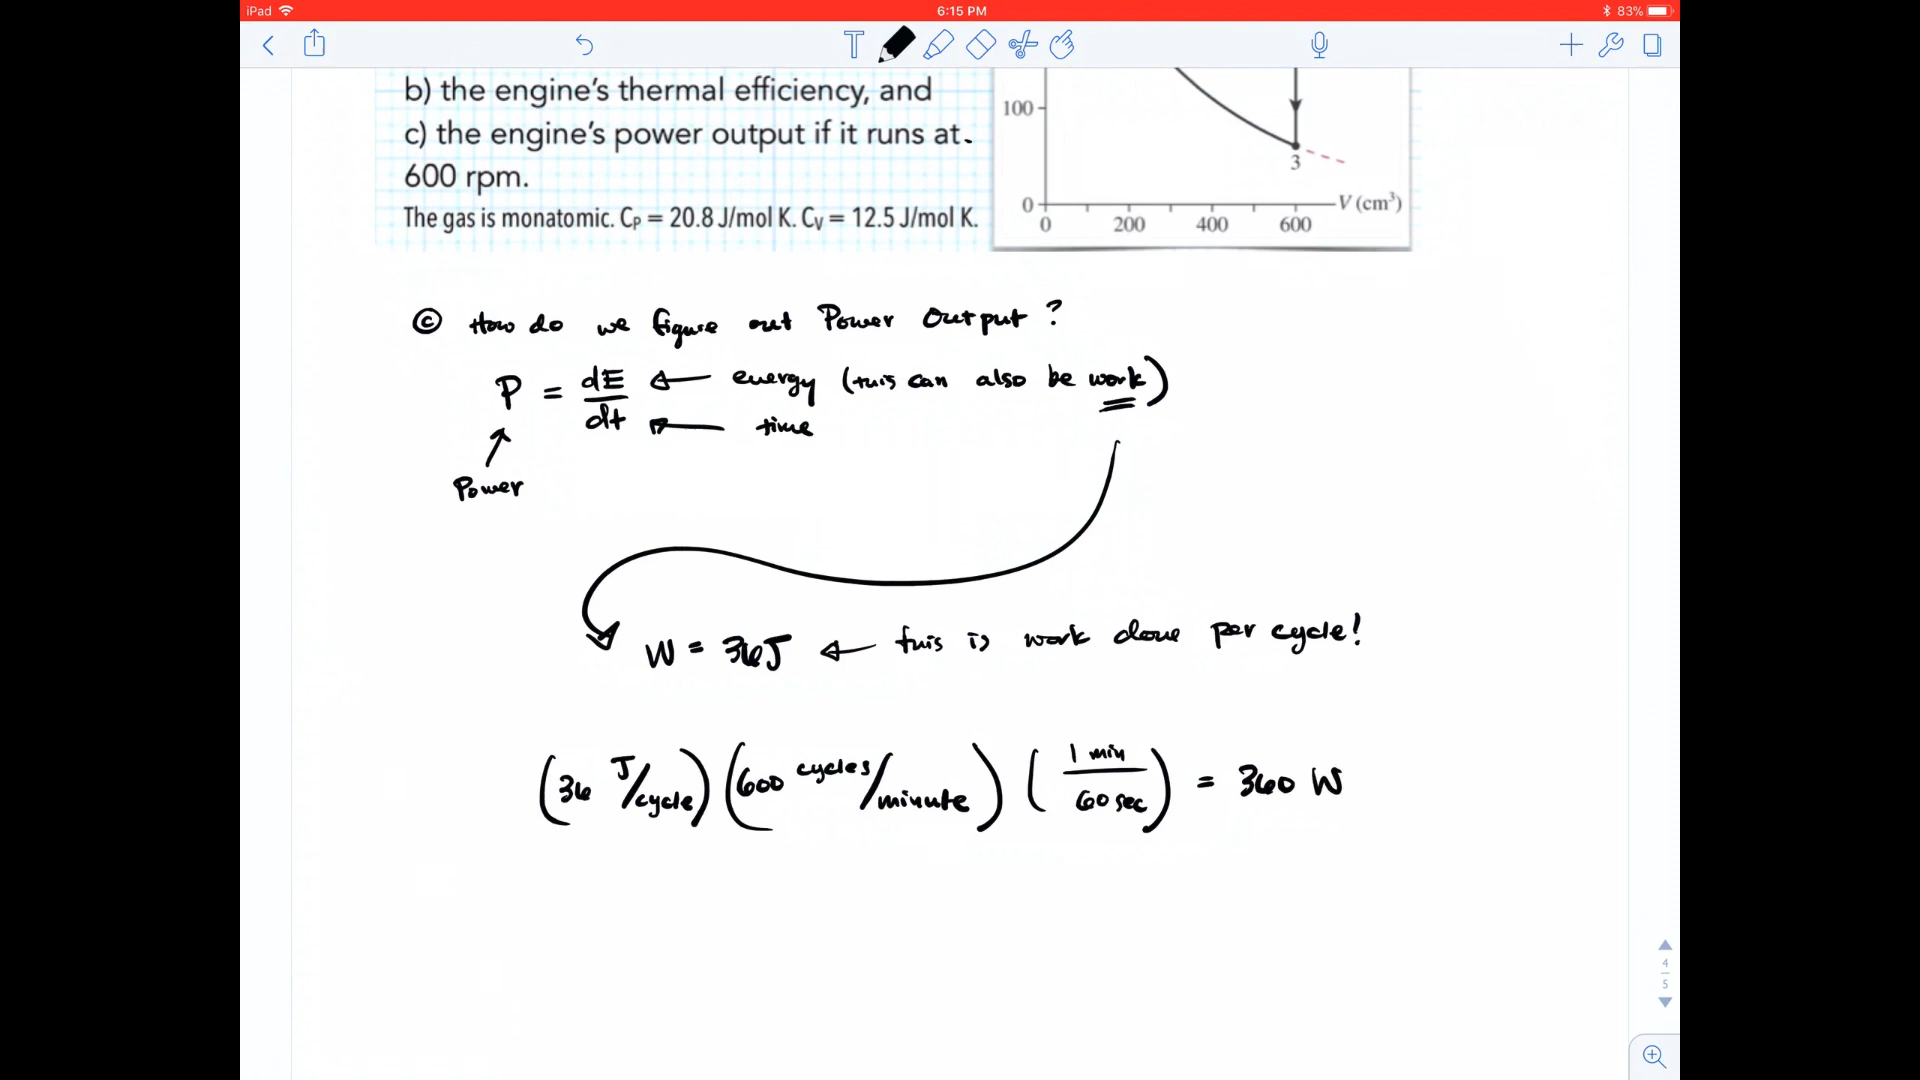 iPad
6:15 PM
83%
T
b) the engine's thermal efficiency, and
c) the engine's power output if it runs at
600 rpm.
The gas is monatomic. CP = 20.8 J/mol K. CV = 12.5 J/mol K.
100
3
0
V (cm³)
0 200 400 600
© How do we figure out Power Output ?
P = dE/dt
energy (this can also be work)
time
Power
W = 36J ← this is work done per cycle!
(36 J/cycle) (600 cycles/minute) (1 min/60 sec) = 360 W
4
5